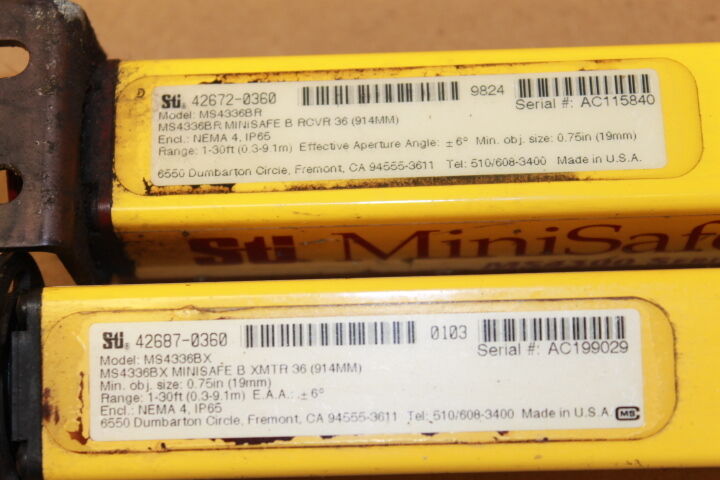 STi 42672-0360 9824
Serial #: AC115840
Model: MS4336BR
MS4336BR MINISAFE B RCVR 36 (914MM)
Encl.: NEMA 4, IP65
Range: 1-30ft (0.3-9.1m) Effective Aperture Angle: ± 6° Min. obj. size: 0.75in (19mm)
6550 Dumbarton Circle, Fremont, CA 94555-3611 Tel: 510/608-3400 Made in U.S.A.
STi MiniSafe
STi 42687-0360 0103
Serial #: AC199029
Model: MS4336BX
MS4336BX MINISAFE B XMTR 36 (914MM)
Min. obj. size: 0.75in (19mm)
Range: 1-30ft (0.3-9.1m) E.A.A.: ± 6°
Encl.: NEMA 4, IP65
6550 Dumbarton Circle, Fremont, CA 94555-3611 Tel: 510/608-3400 Made in U.S.A. MS